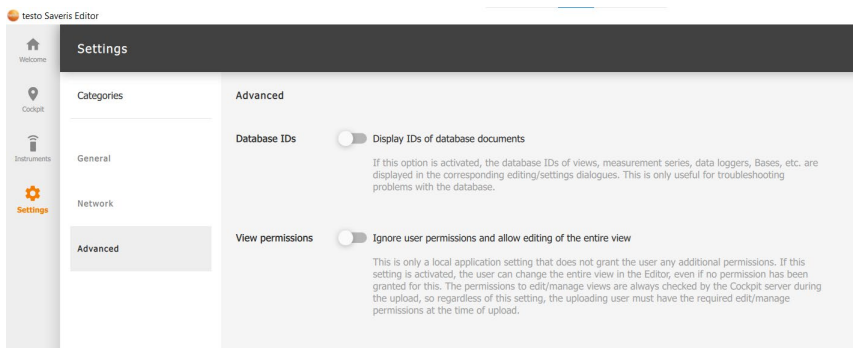 testo Saveris Editor
Welcome
Settings
Cockpit
Categories
Advanced
Instruments
General
Database IDs
Display IDs of database documents
If this option is activated, the database IDs of views, measurement series, data loggers, Bases, etc. are
displayed in the corresponding editing/settings dialogues. This is only useful for troubleshooting
problems with the database.
Settings
Network
Advanced
View permissions
Ignore user permissions and allow editing of the entire view
This is only a local application setting that does not grant the user any additional permissions. If this
setting is activated, the user can change the entire view in the Editor, even if no permission has been
granted for this. The permissions to edit/manage views are always checked by the Cockpit server during
the upload, so regardless of this setting, the uploading user must have the required edit/manage
permissions at the time of upload.